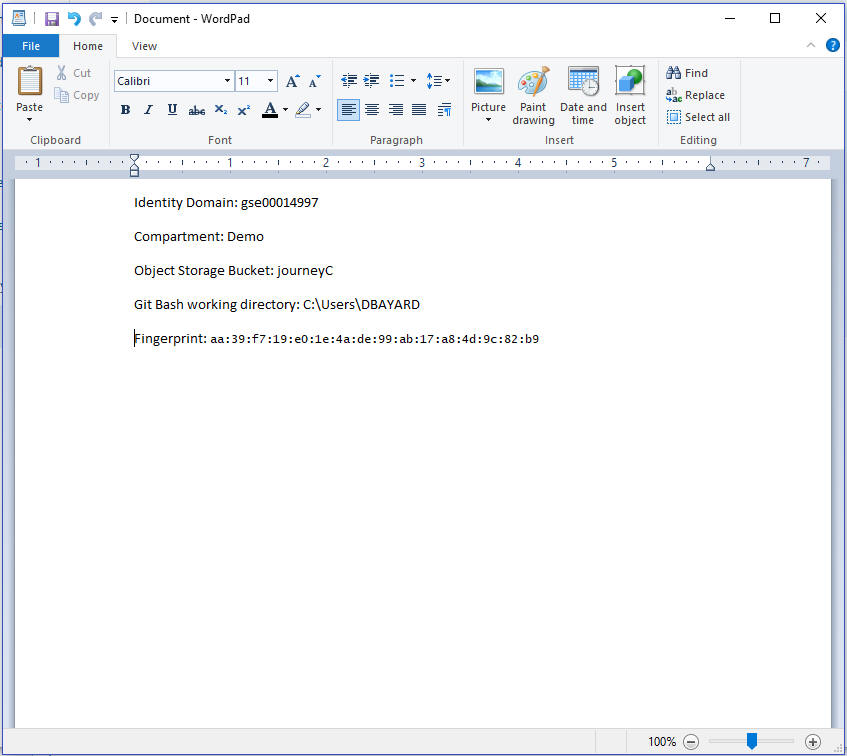 Document - WordPad
File Home View
Paste
Cut
Copy
Clipboard
Calibri 11
B I U abc X₂ X² A
Font
Paragraph
Picture
Paint drawing
Date and time
Insert object
Insert
Find
Replace
Select all
Editing
1 1 2 3 4 5 7
Identity Domain: gse00014997
Compartment: Demo
Object Storage Bucket: journeyC
Git Bash working directory: C:\Users\DBAYARD
Fingerprint: aa:39:f7:19:e0:1e:4a:de:99:ab:17:a8:4d:9c:82:b9
100%